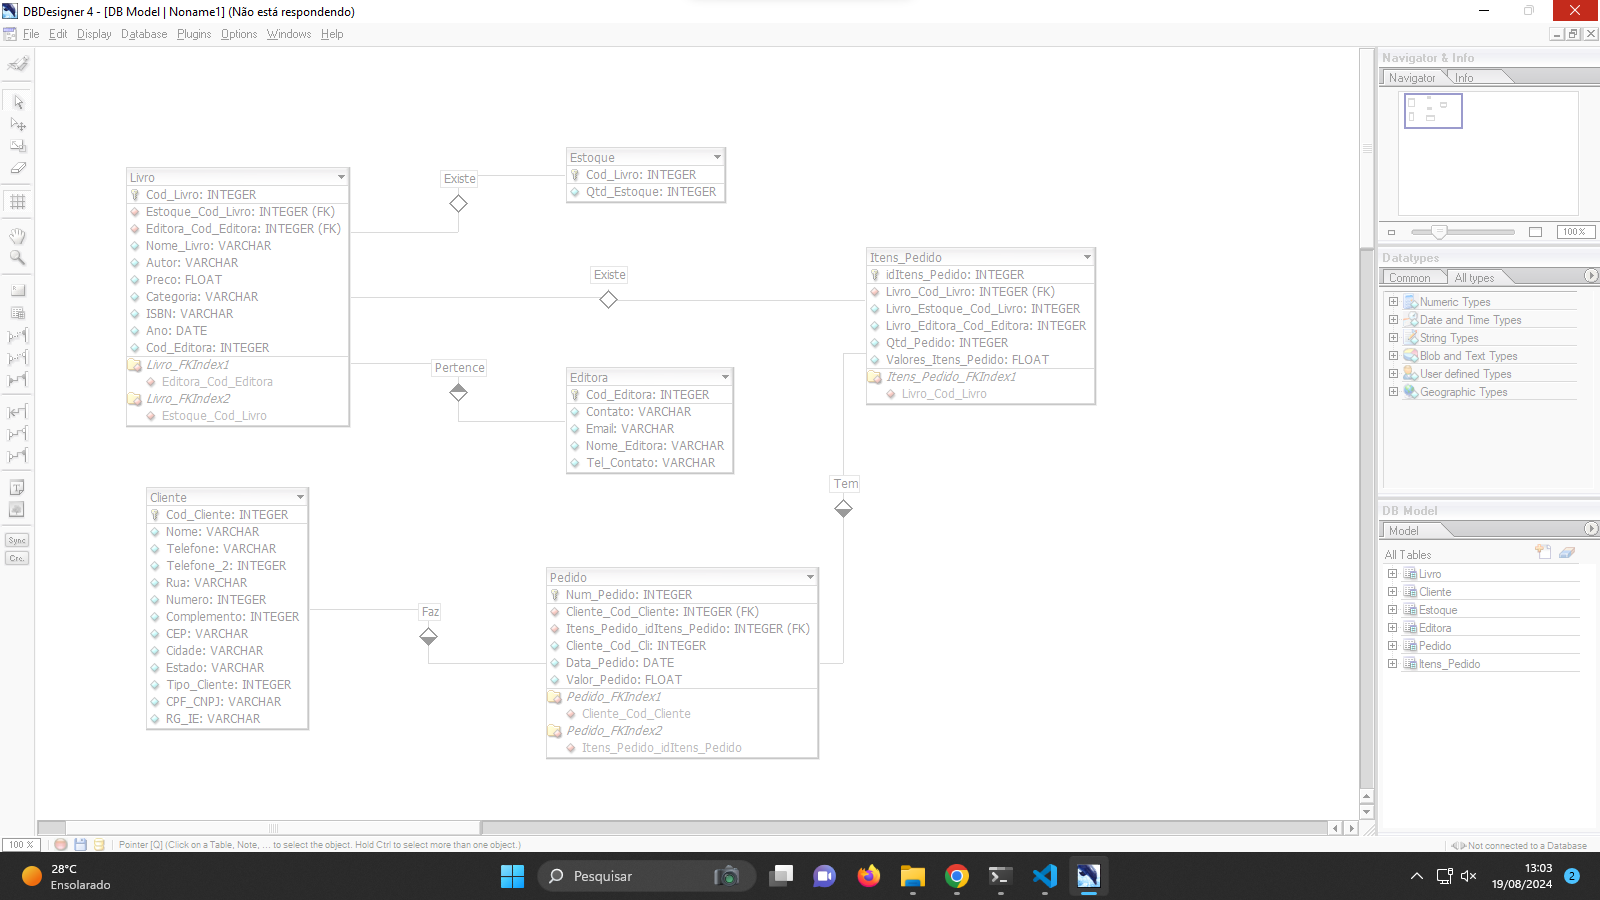 DBDesigner 4 - [DB Model | Noname1] (Não está respondendo)
File Edit Display Database Plugins Options Windows Help
Navigator & Info
Navigator Info
100%
Datatypes
Common All types
Numeric Types
Date and Time Types
String Types
Blob and Text Types
User defined Types
Geographic Types
DB Model
Model
All Tables
Livro
Cliente
Estoque
Editora
Pedido
Itens_Pedido
Sync
Livro
Cod_Livro: INTEGER
Estoque_Cod_Livro: INTEGER (FK)
Editora_Cod_Editora: INTEGER (FK)
Nome_Livro: VARCHAR
Autor: VARCHAR
Preco: FLOAT
Categoria: VARCHAR
ISBN: VARCHAR
Ano: DATE
Cod_Editora: INTEGER
Livro_FKIndex1
Editora_Cod_Editora
Livro_FKIndex2
Estoque_Cod_Livro
Existe
Estoque
Cod_Livro: INTEGER
Qtd_Estoque: INTEGER
Existe
Itens_Pedido
idItens_Pedido: INTEGER
Livro_Cod_Livro: INTEGER (FK)
Livro_Estoque_Cod_Livro: INTEGER
Livro_Editora_Cod_Editora: INTEGER
Qtd_Pedido: INTEGER
Valores_Itens_Pedido: FLOAT
Itens_Pedido_FKIndex1
Livro_Cod_Livro
Pertence
Editora
Cod_Editora: INTEGER
Contato: VARCHAR
Email: VARCHAR
Nome_Editora: VARCHAR
Tel_Contato: VARCHAR
Tem
Cliente
Cod_Cliente: INTEGER
Nome: VARCHAR
Telefone: VARCHAR
Telefone_2: INTEGER
Rua: VARCHAR
Numero: INTEGER
Complemento: INTEGER
CEP: VARCHAR
Cidade: VARCHAR
Estado: VARCHAR
Tipo_Cliente: INTEGER
CPF_CNPJ: VARCHAR
RG_IE: VARCHAR
Faz
Pedido
Num_Pedido: INTEGER
Cliente_Cod_Cliente: INTEGER (FK)
Itens_Pedido_idItens_Pedido: INTEGER (FK)
Cliente_Cod_Cli: INTEGER
Data_Pedido: DATE
Valor_Pedido: FLOAT
Pedido_FKIndex1
Cliente_Cod_Cliente
Pedido_FKIndex2
Itens_Pedido_idItens_Pedido
100 % Pointer [Q] (Click on a Table, Note, ... to select the object. Hold Ctrl to select more than one object.) Not connected to a Database
28°C
Ensolarado
Pesquisar
13:03
19/08/2024
2